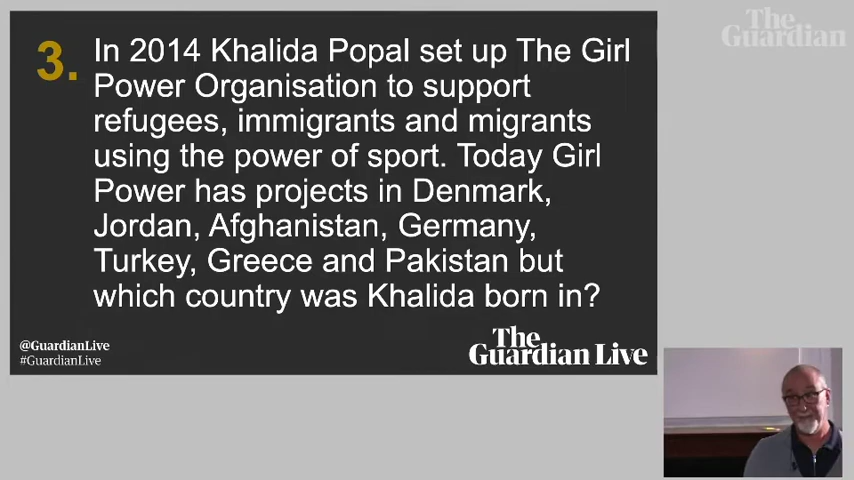 The
Guardian
3.
In 2014 Khalida Popal set up The Girl
Power Organisation to support
refugees, immigrants and migrants
using the power of sport. Today Girl
Power has projects in Denmark,
Jordan, Afghanistan, Germany,
Turkey, Greece and Pakistan but
which country was Khalida born in?
@GuardianLive
#GuardianLive
The
Guardian Live